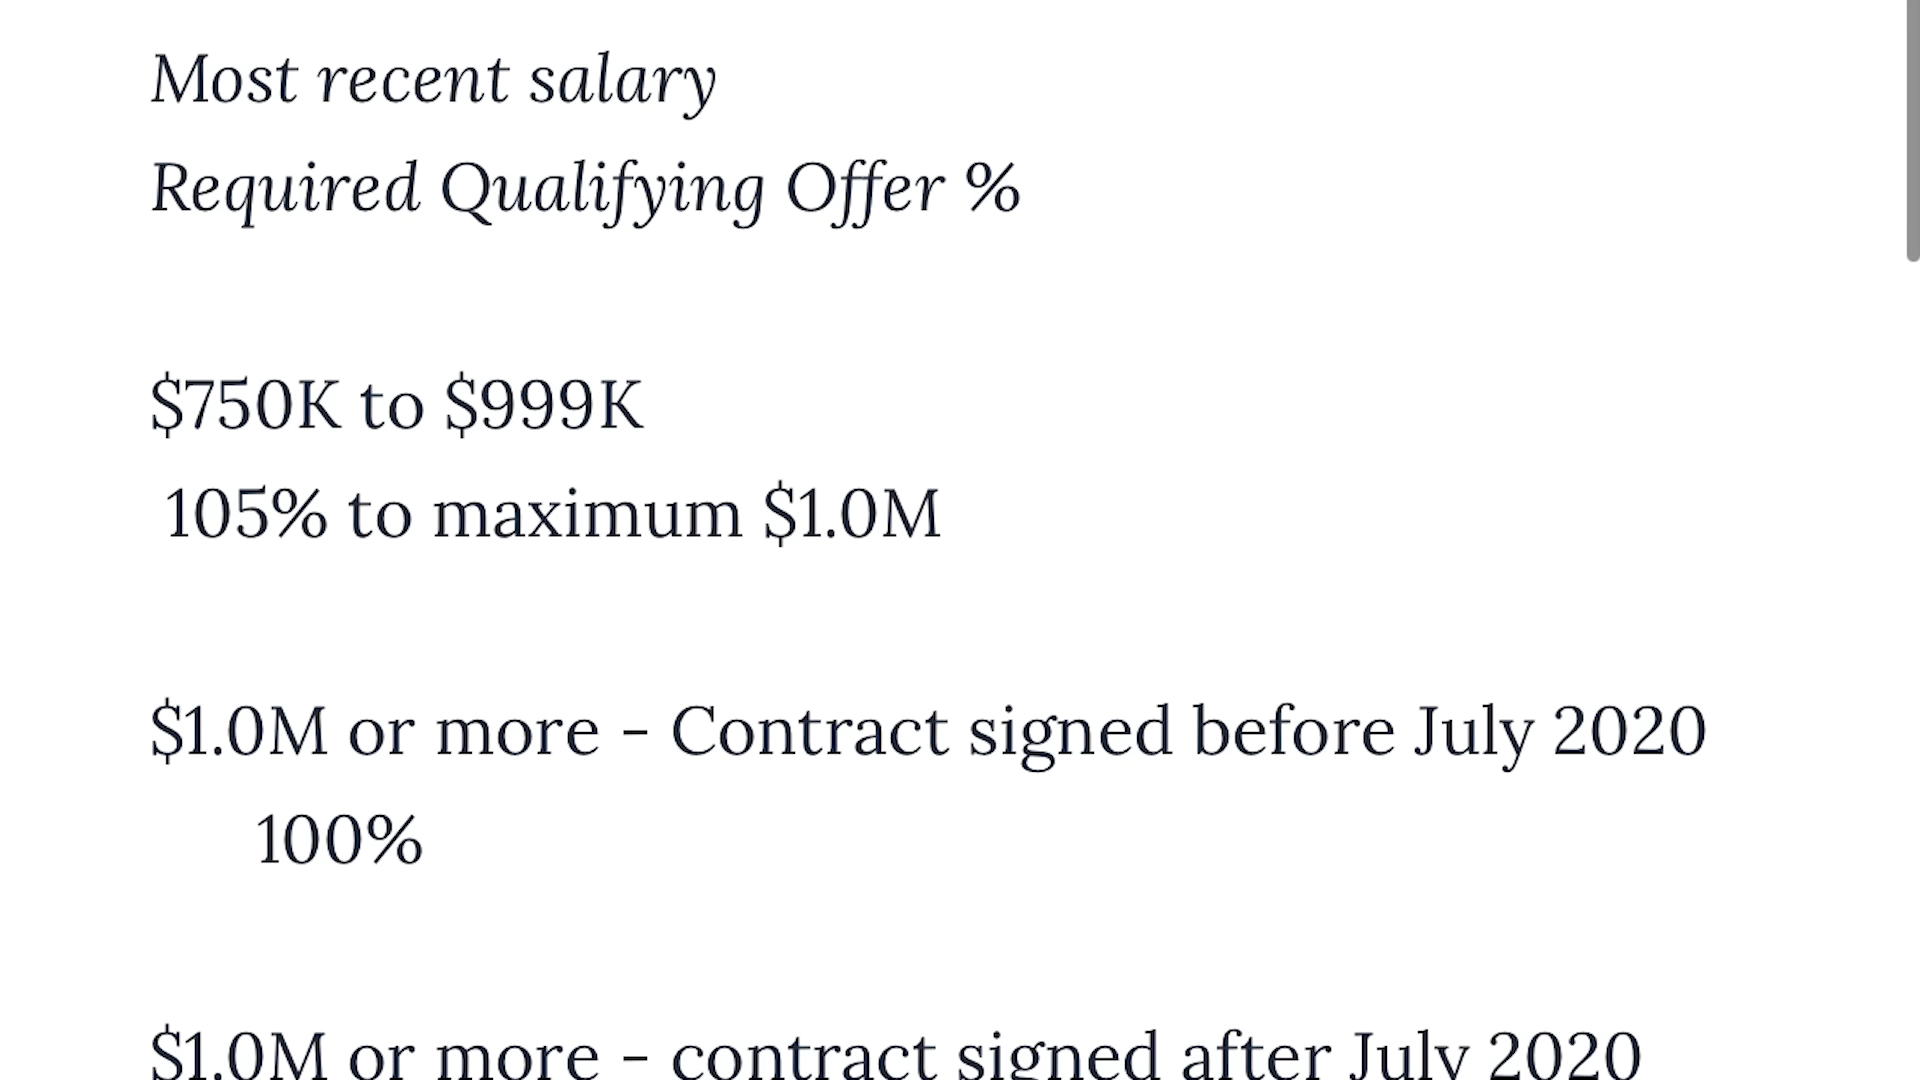 Most recent salary
Required Qualifying Offer %
$750K to $999K
105% to maximum $1.0M
$1.0M or more - Contract signed before July 2020
100%
$1.0M or more - contract signed after July 2020